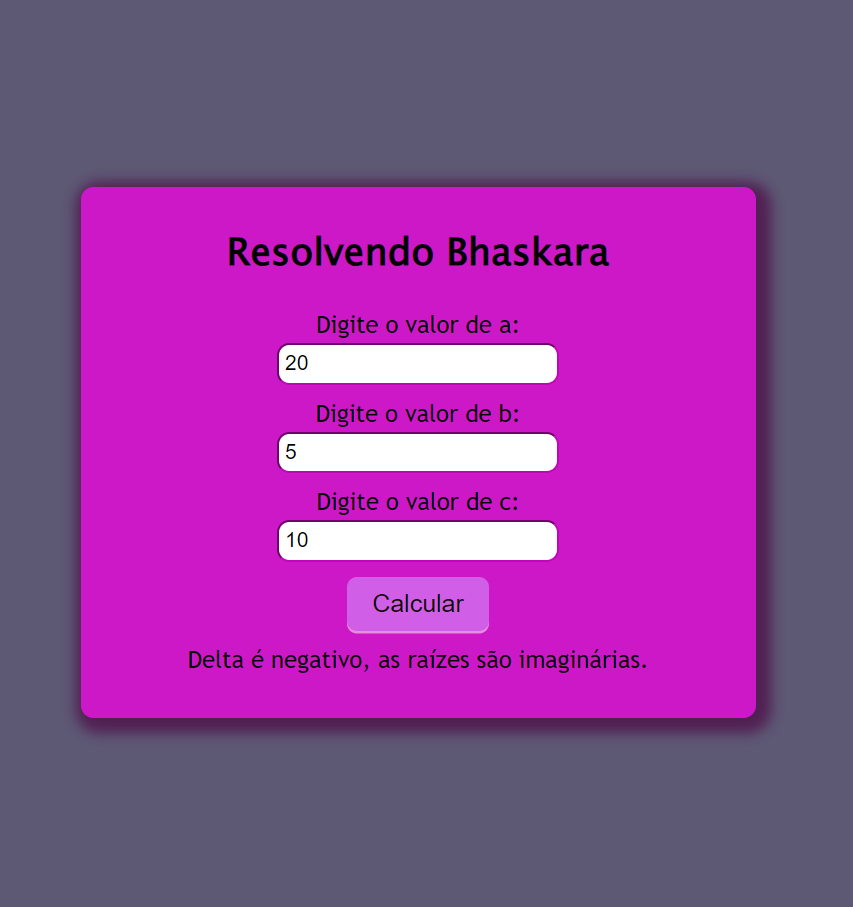 Resolvendo Bhaskara
Digite o valor de a:
20
Digite o valor de b:
5
Digite o valor de c:
10
Calcular
Delta é negativo, as raízes são imaginárias.